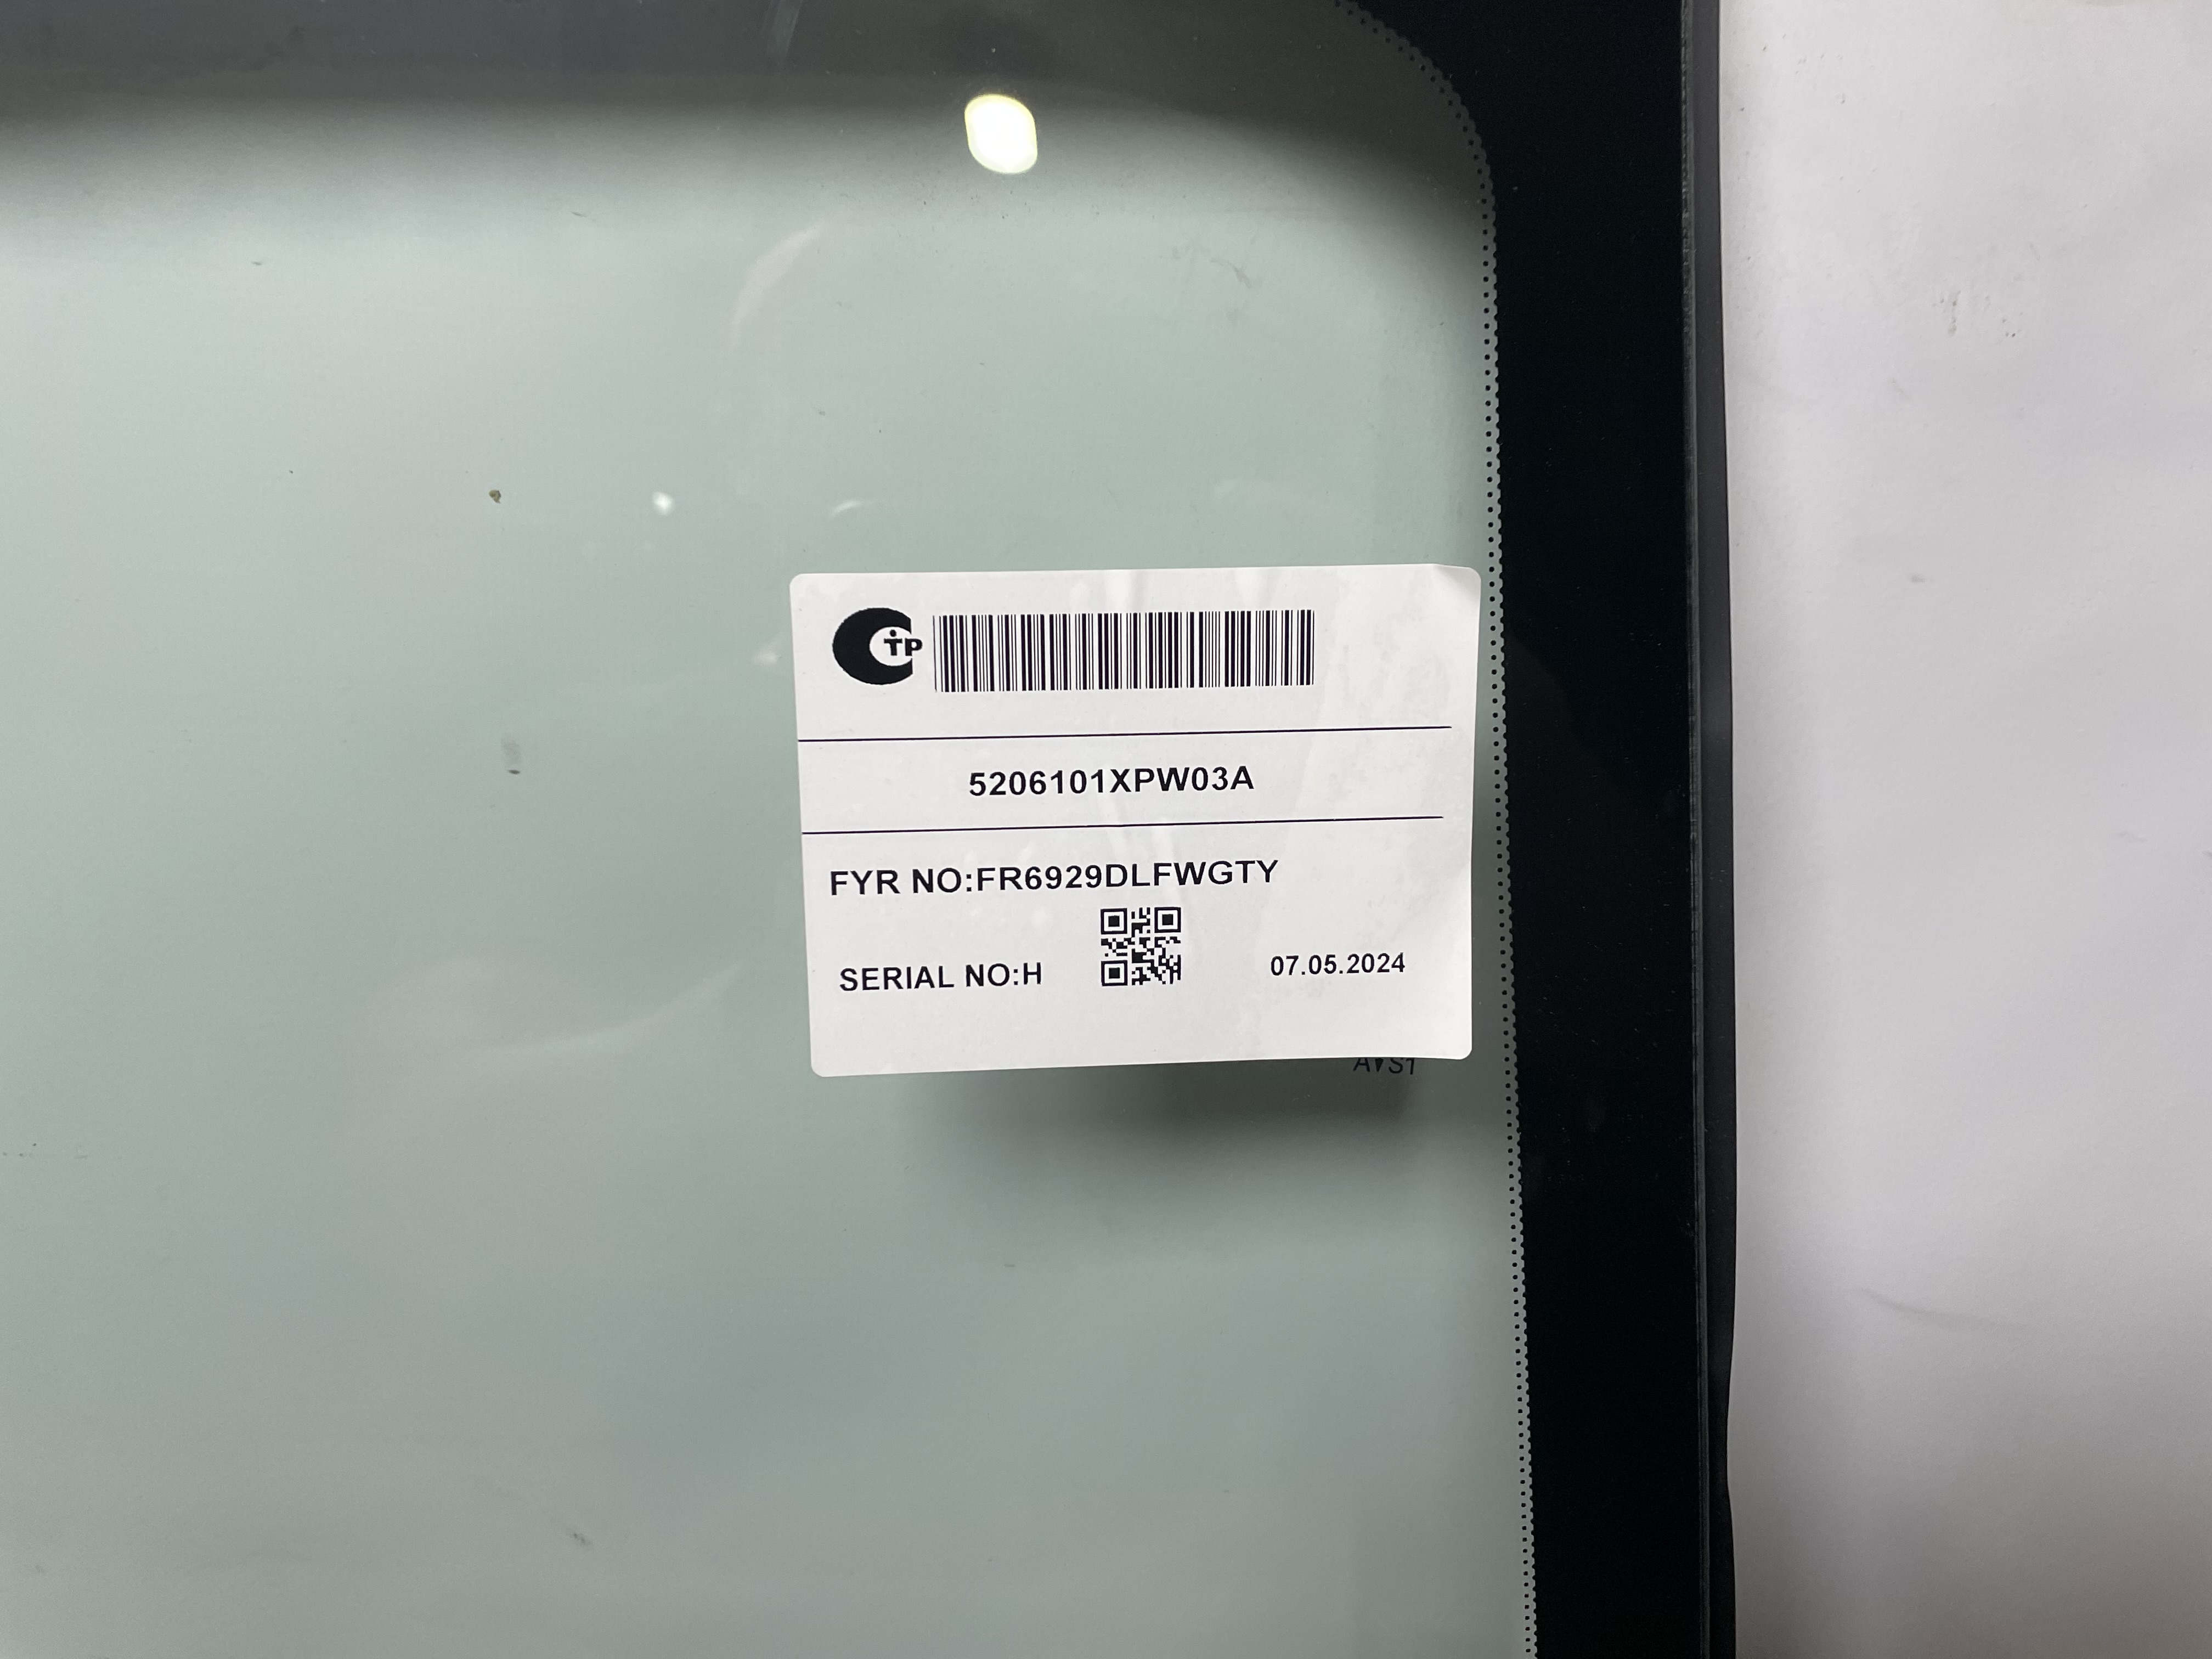 TP
5206101XPW03A
FYR NO:FR6929DLFWGTY
SERIAL NO:H
07.05.2024